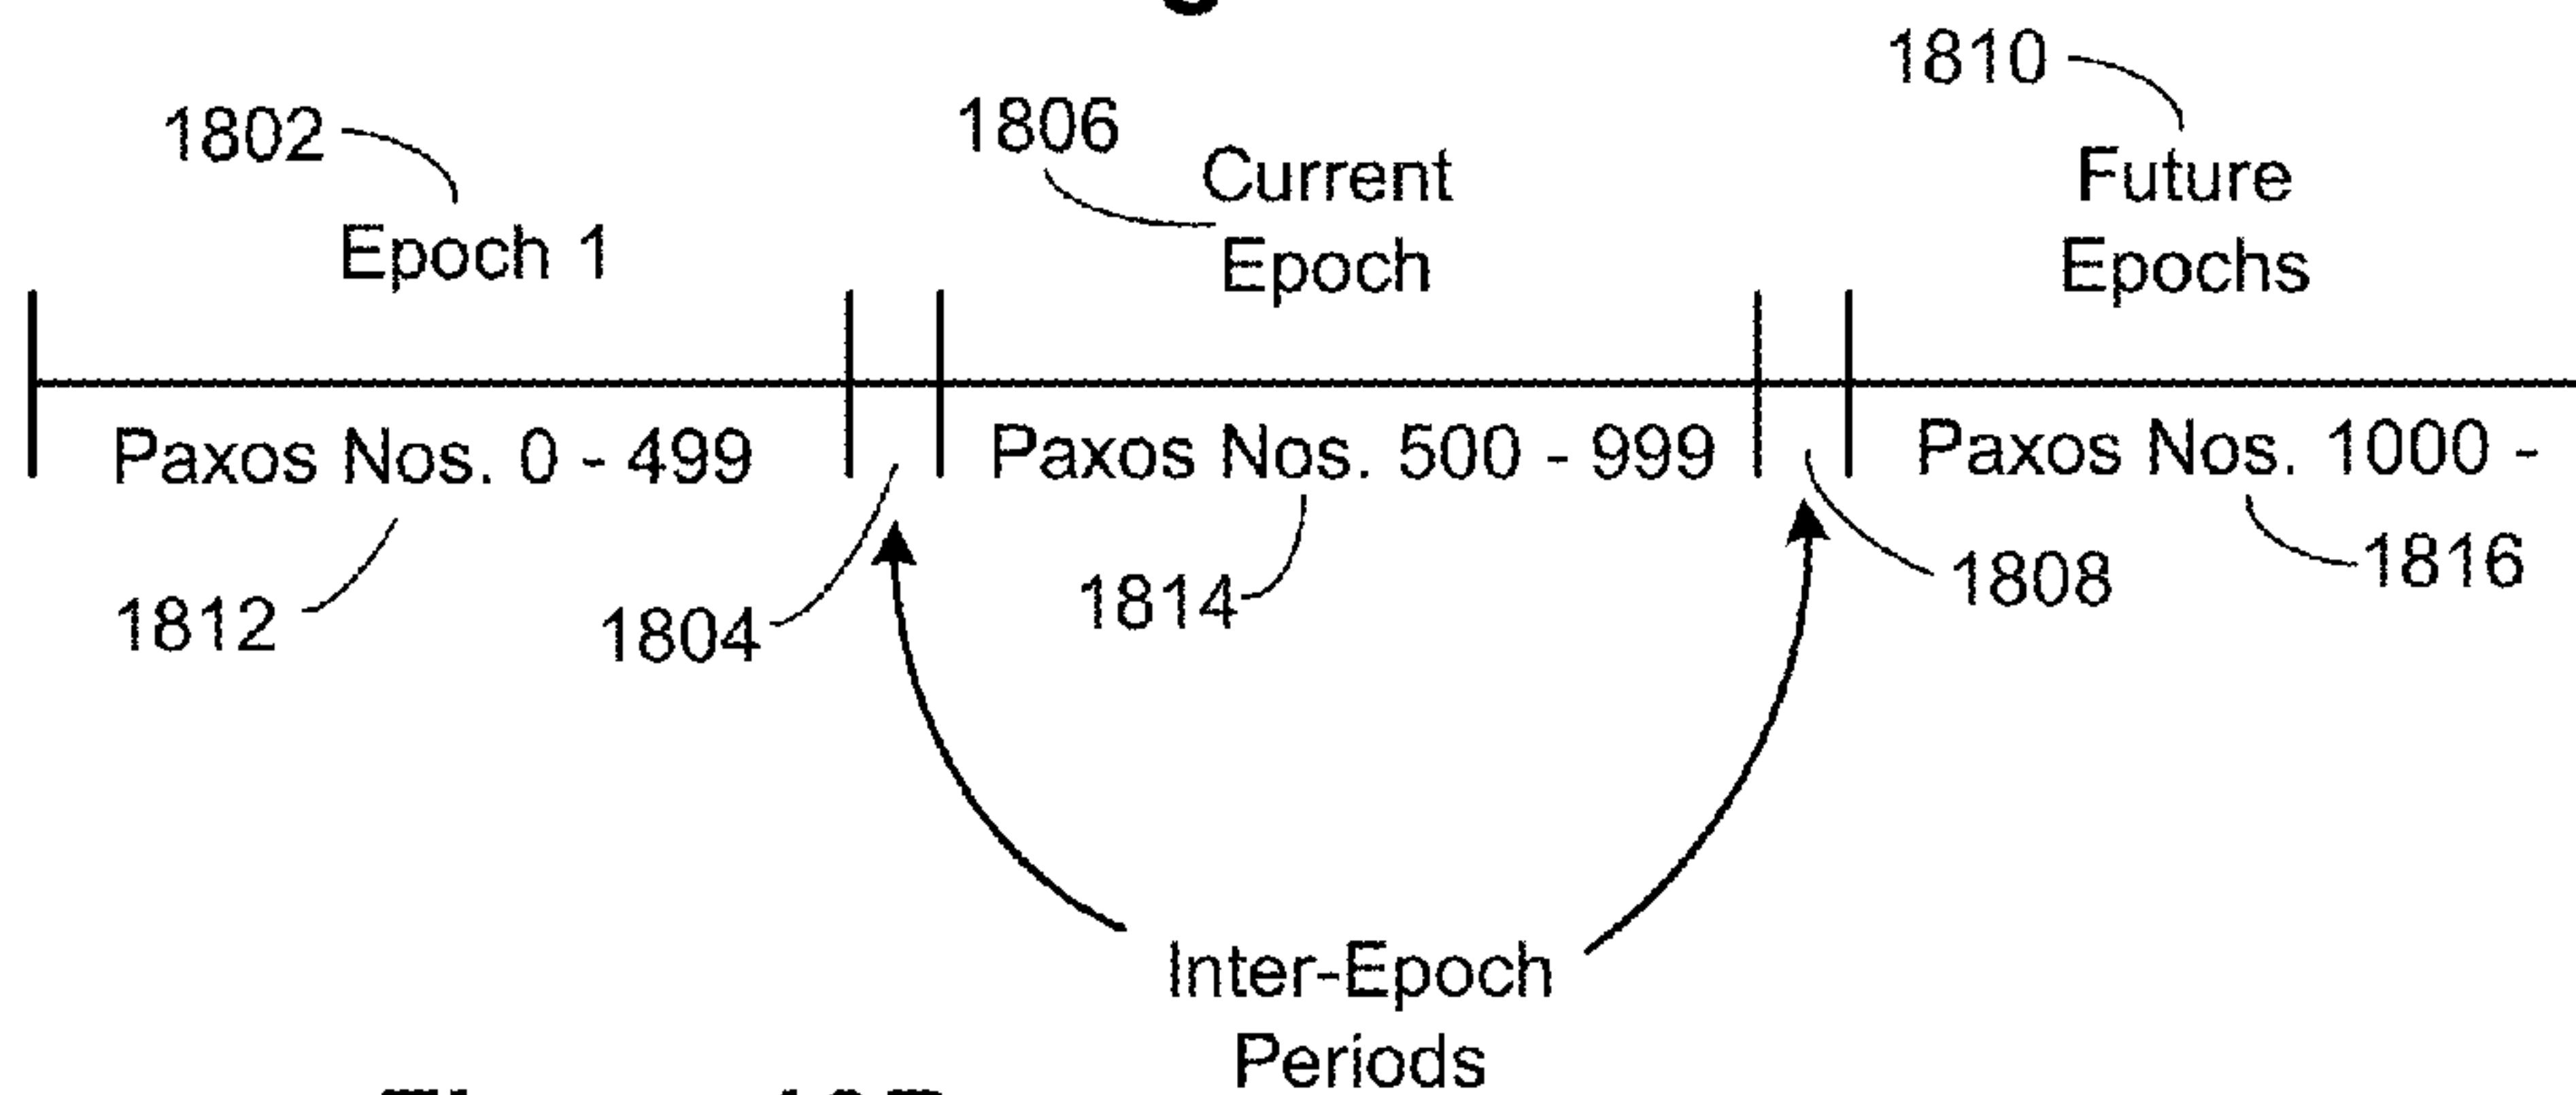 1810
1802
1806
Current
Epoch
Future
Epochs
Epoch 1
Paxos Nos. 0 - 499
Paxos Nos. 500 - 999
Paxos Nos. 1000 -
1812
1804
1814
1808
1816
Inter-Epoch
Periods